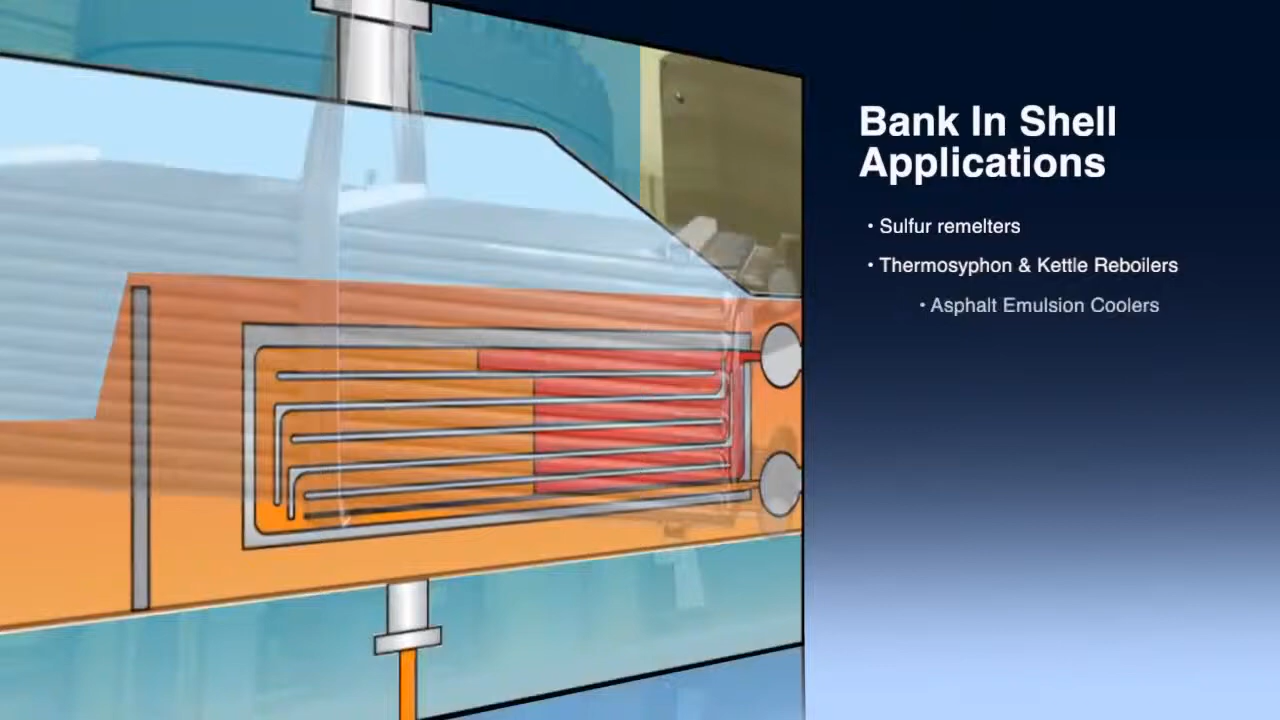 Bank In Shell
Applications
• Sulfur remelters
• Thermosyphon & Kettle Reboilers
• Asphalt Emulsion Coolers